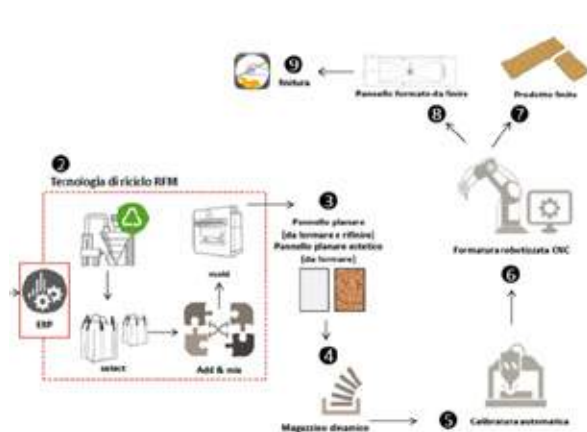 9
finitura
Pannello formato da finire
Prodotto finito
8
7
2
Tecnologia di riciclo RFM
3
Pannello planare
[da formare e rifinire]
Pannello planare estetico
[da formare]
mold
Formatura robotizzata CNC
6
ERP
select
Add & mix
4
Magazzino dinamico
5
Calibratura automatica